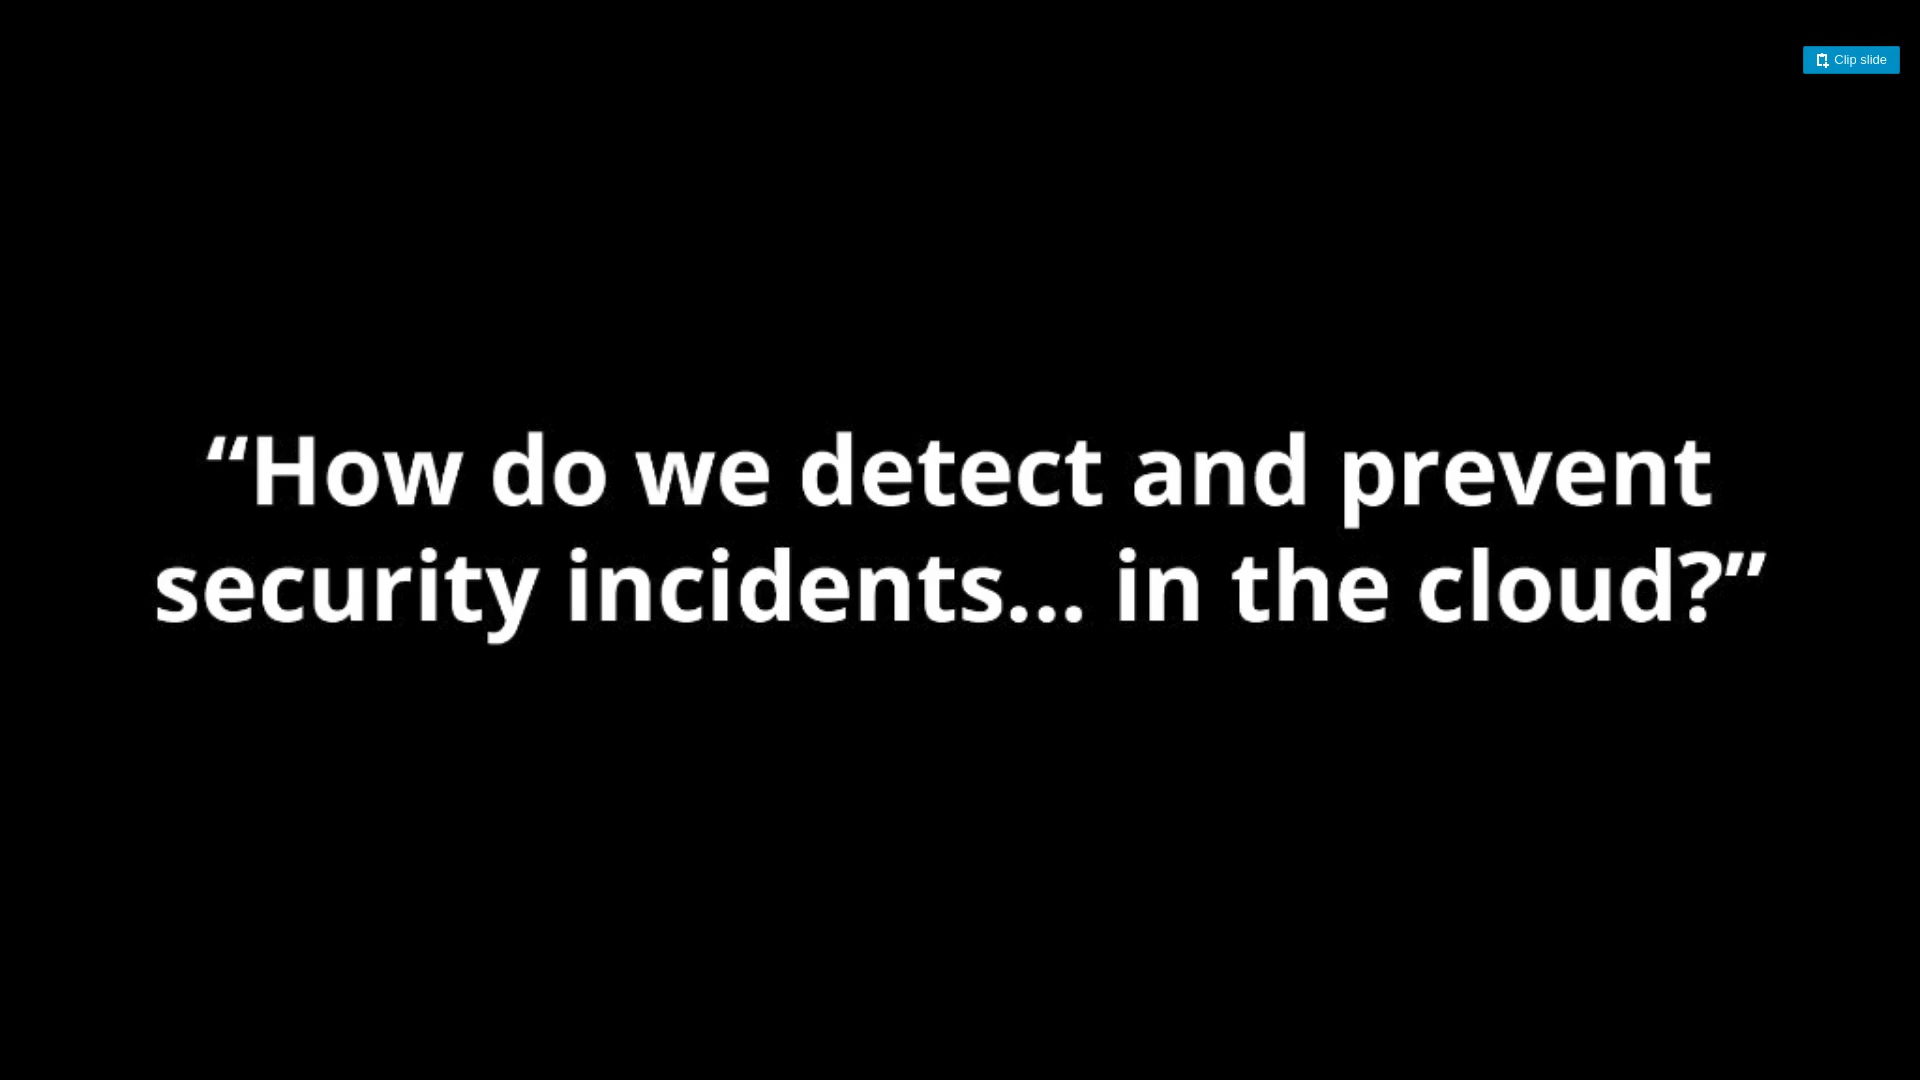 Clip slide
“How do we detect and prevent
security incidents... in the cloud?”